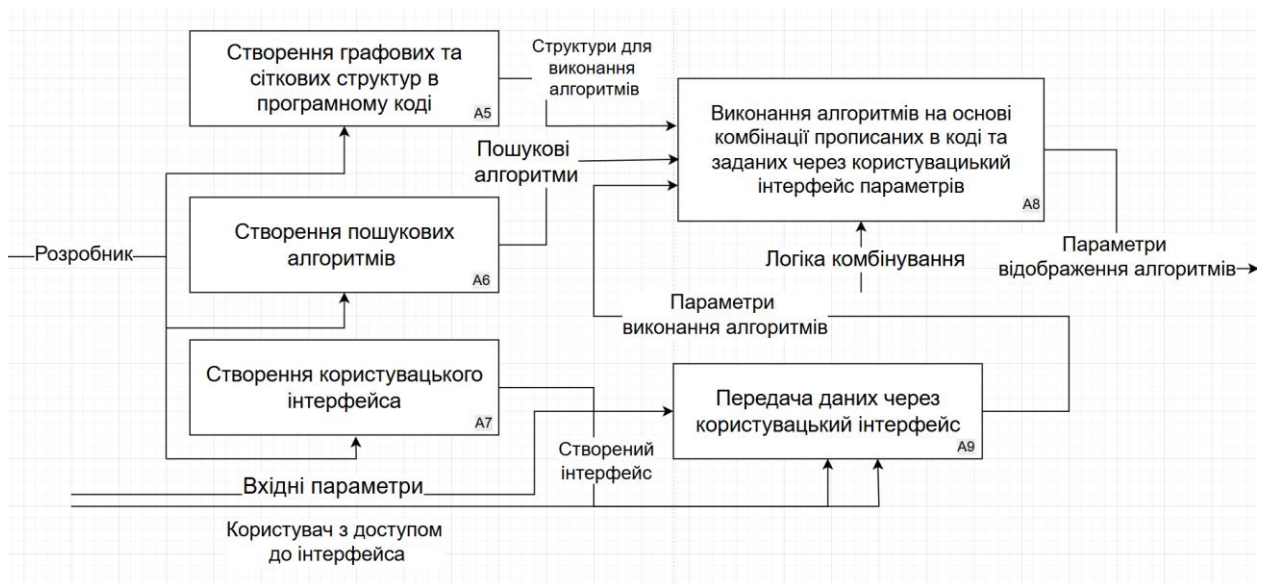 Створення графових та
сіткових структур в
програмному коді
A5
Структури для
виконання
алгоритмів
Виконання алгоритмів на основі
комбінації прописаних в коді та
заданих через користувациький
інтерфейс параметрів
A8
Пошукові
алгоритми
Створення пошукових
алгоритмів
A6
Розробник
Логіка комбінування
Параметри
відображення алгоритмів
Параметри
виконання алгоритмів
Створення користувацького
інтерфейса
A7
Передача даних через
користувацький інтерфейс
A9
Створений
інтерфейс
Вхідні параметри
Користувач з доступом
до інтерфейса